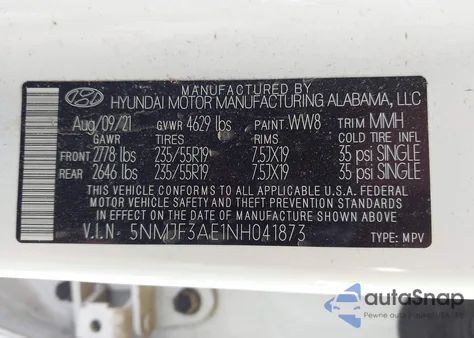 MANUFACTURED BY
HYUNDAI MOTOR MANUFACTURING ALABAMA, LLC
Aug/09/21 GVWR 4629 lbs PAINT WW8 TRIM MMH
GAWR TIRES RIMS
FRONT 2778 lbs 235/55R19 7.5JX19 35 psi SINGLE
REAR 2646 lbs 235/55R19 7.5JX19 35 psi SINGLE
THIS VEHICLE CONFORMS TO ALL APPLICABLE U.S.A. FEDERAL
MOTOR VEHICLE SAFETY AND THEFT PREVENTION STANDARDS
IN EFFECT ON THE DATE OF MANUFACTURE SHOWN ABOVE.
V.I.N. 5NMJF3AE1NH041873 TYPE: MPV
autoSnap
Pewne auto z USA